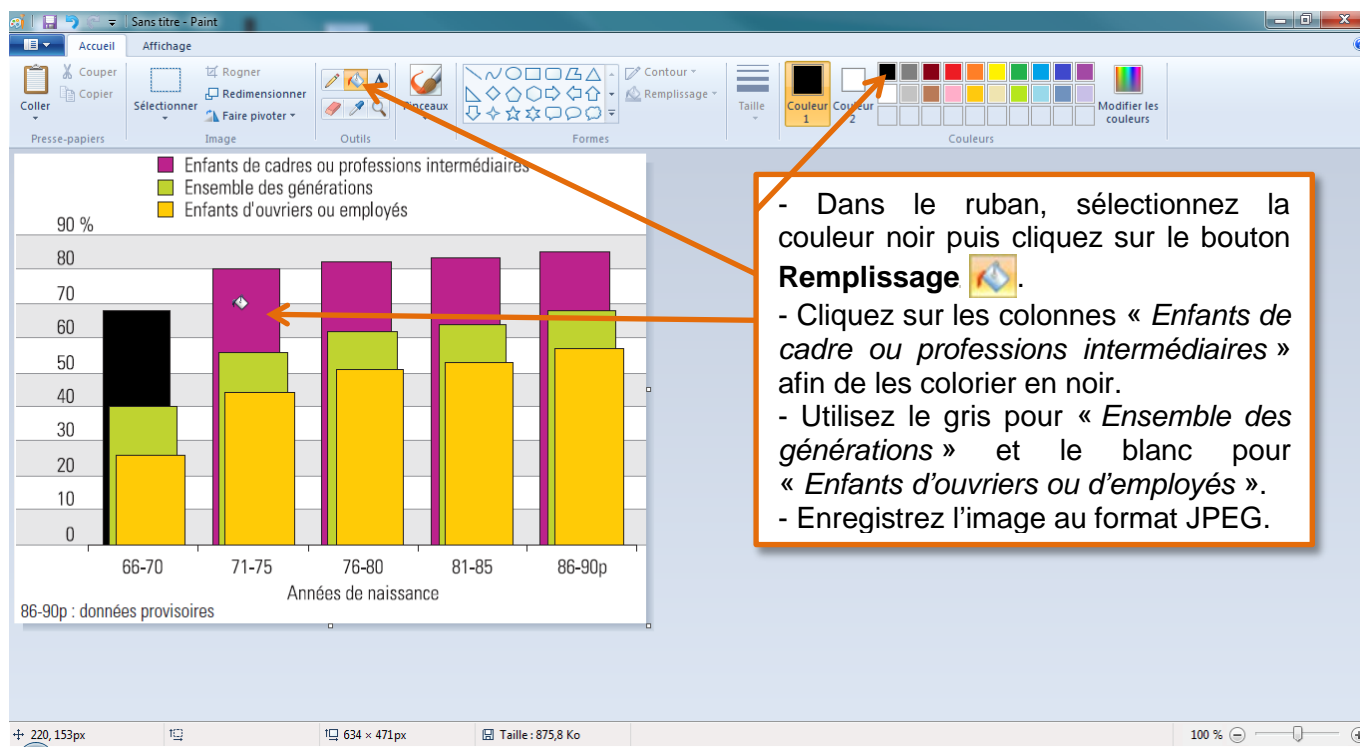 Sans titre - Paint
Accueil Affichage
Coller
Couper
Copier
Presse-papiers
Sélectionner
Rogner
Redimensionner
Faire pivoter
Image
A
Outils
Contour
Remplissage
Formes
Taille
Couleur 1
Couleur 2
Modifier les couleurs
Couleurs
Enfants de cadres ou professions intermédiaires
Ensemble des générations
Enfants d'ouvriers ou employés
90 %
80
70
60
50
40
30
20
10
0
66-70 71-75 76-80 81-85 86-90p
Années de naissance
86-90p : données provisoires
- Dans le ruban, sélectionnez la
couleur noir puis cliquez sur le bouton
Remplissage .
- Cliquez sur les colonnes « Enfants de
cadre ou professions intermédiaires »
afin de les colorier en noir.
- Utilisez le gris pour « Ensemble des
générations » et le blanc pour
« Enfants d’ouvriers ou d’employés ».
- Enregistrez l’image au format JPEG.
220, 153px 634 × 471px Taille : 875,8 Ko 100 %